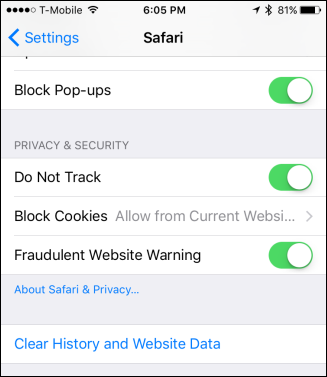 T-Mobile 6:05 PM 81%
Settings Safari
Block Pop-ups
PRIVACY & SECURITY
Do Not Track
Block Cookies Allow from Current Websi...
Fraudulent Website Warning
About Safari & Privacy...
Clear History and Website Data